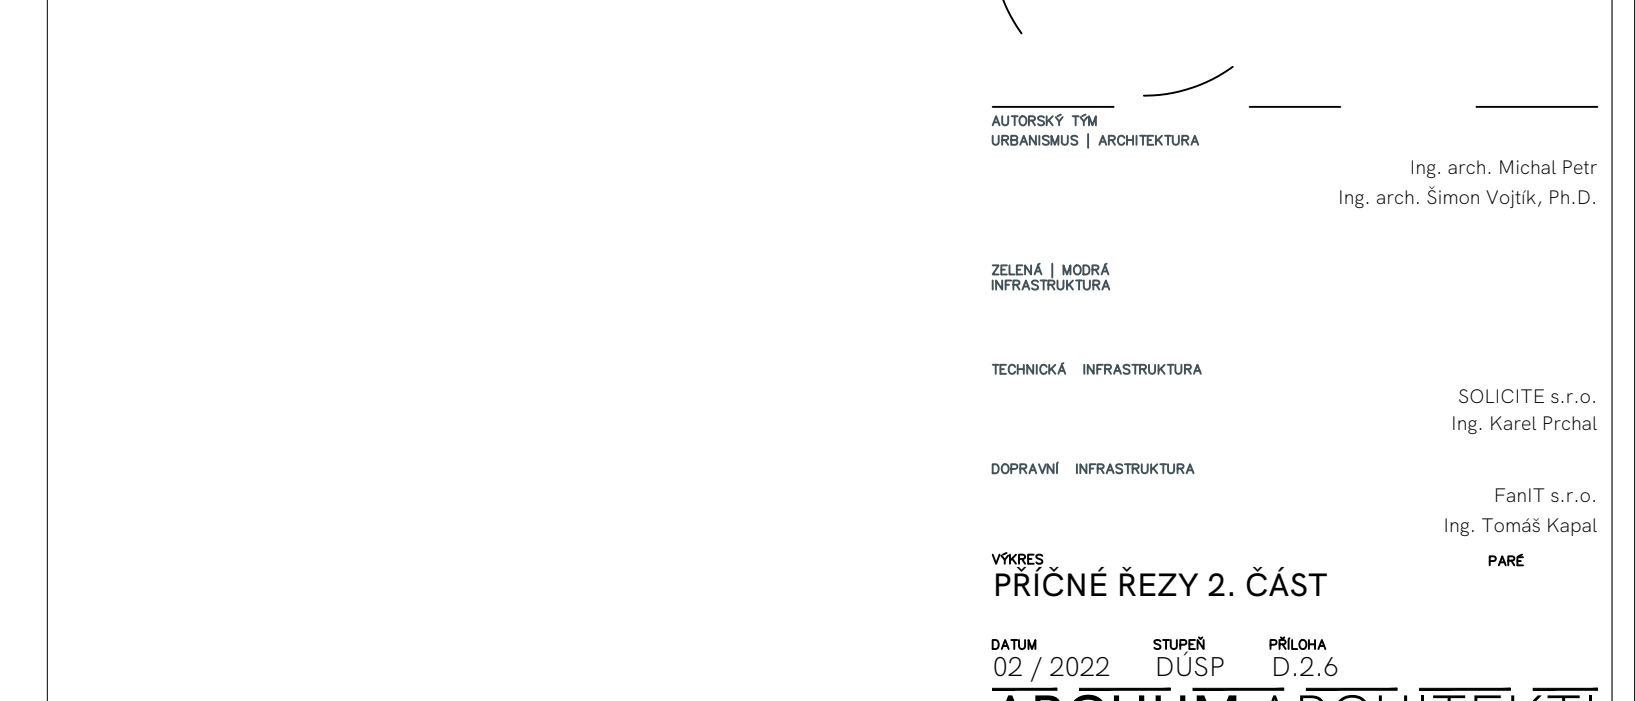 AUTORSKÝ TÝM
URBANISMUS | ARCHITEKTURA
Ing. arch. Michal Petr
Ing. arch. Šimon Vojtík, Ph.D.
ZELENÁ | MODRÁ
INFRASTRUKTURA
TECHNICKÁ INFRASTRUKTURA
SOLICITE s.r.o.
Ing. Karel Prchal
DOPRAVNÍ INFRASTRUKTURA
FanIT s.r.o.
Ing. Tomáš Kapal
VÝKRES PARÉ
PŘÍČNÉ ŘEZY 2. ČÁST
DATUM STUPEŇ PŘÍLOHA
02 / 2022 DÚSP D.2.6